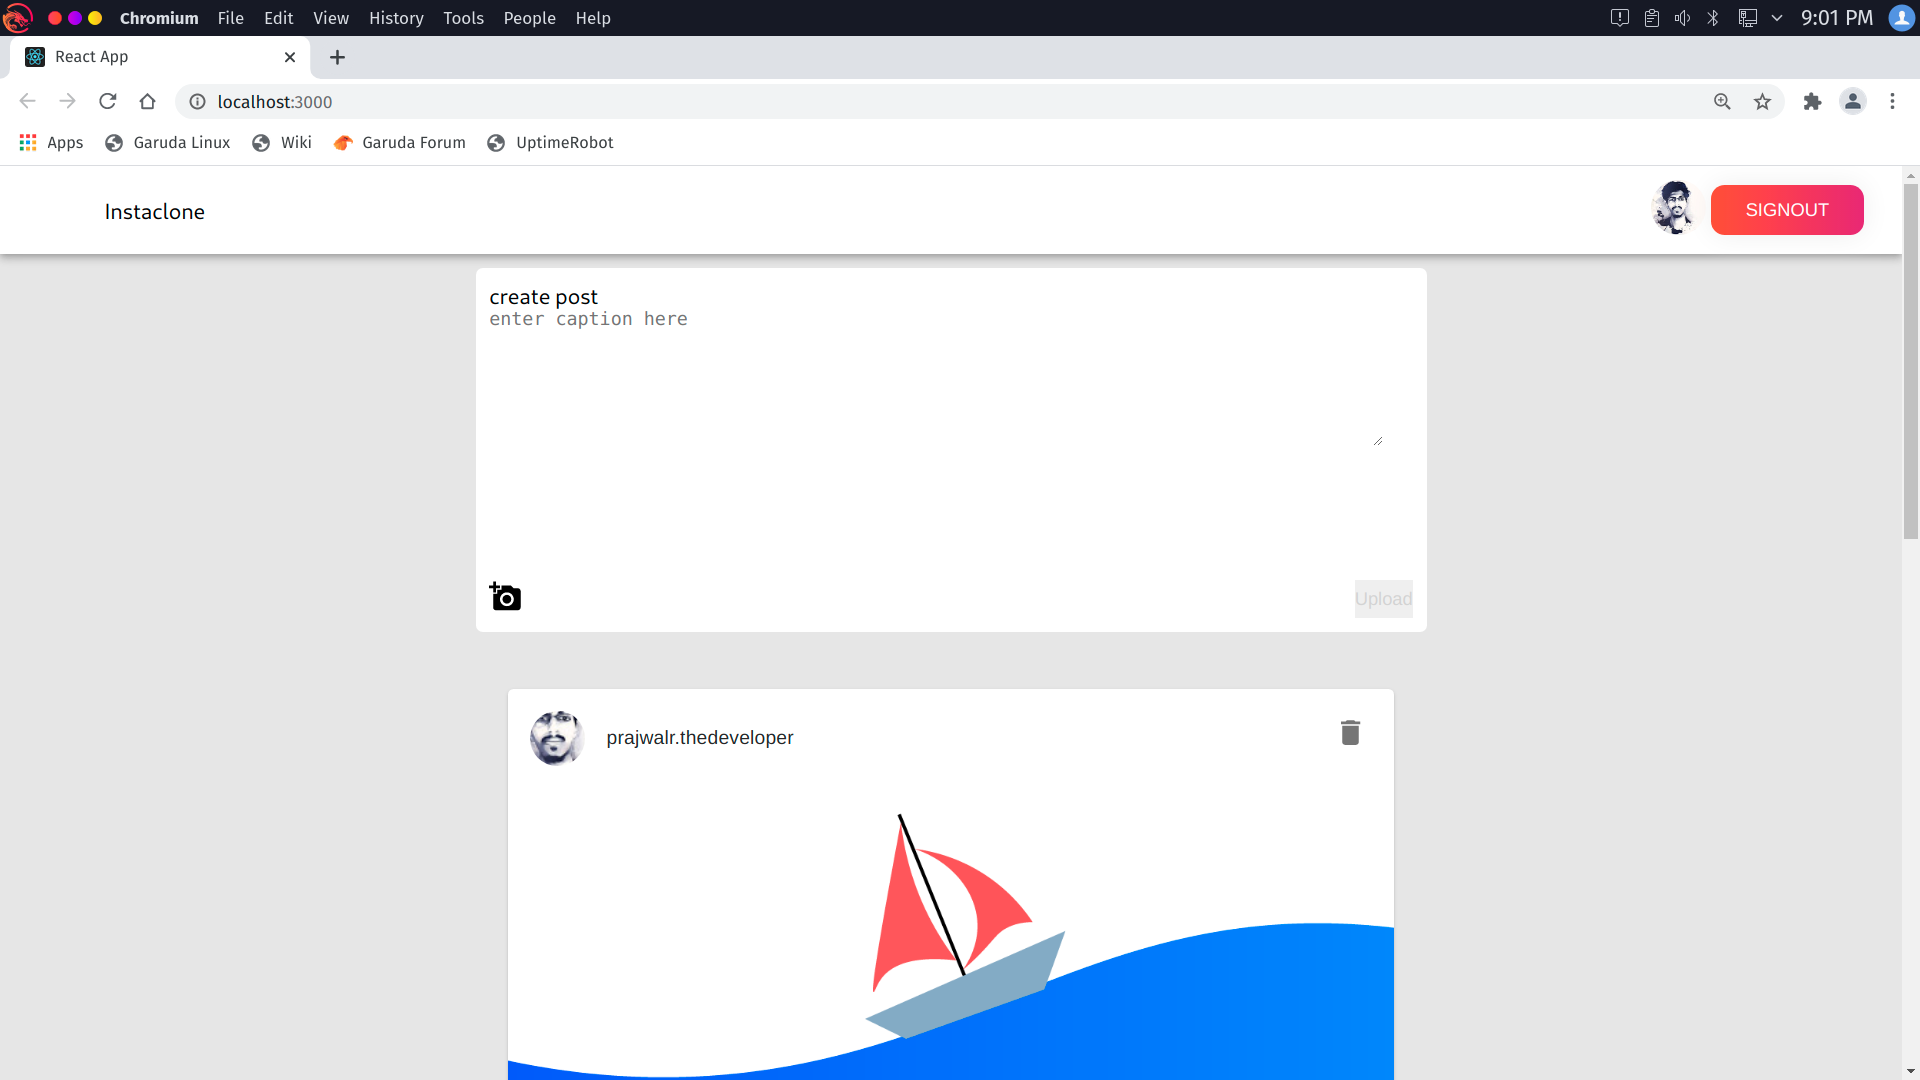 Chromium File Edit View History Tools People Help 9:01 PM
React App
localhost:3000
Apps Garuda Linux Wiki Garuda Forum UptimeRobot
Instaclone SIGNOUT
create post
enter caption here
Upload
prajwalr.thedeveloper